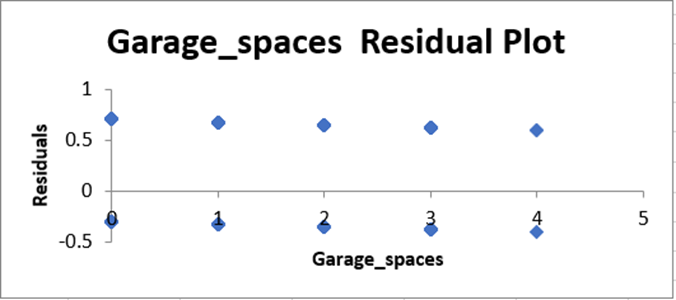 Garage_spaces Residual Plot
1
0.5
0
-0.5
Residuals
0 1 2 3 4 5
Garage_spaces